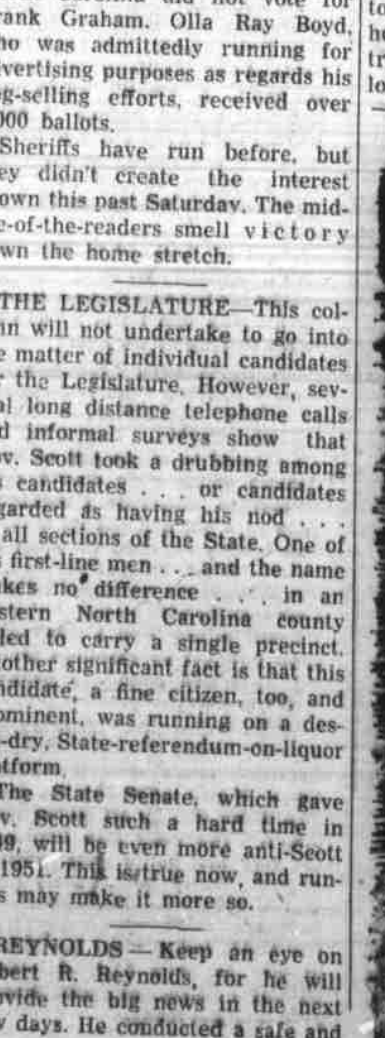 rank Graham. Olla Ray Boyd,
ho was admittedly running for
vertising purposes as regards his
g-selling efforts, received over
000 ballots.
Sheriffs have run before, but
ey didn't create the interest
own this past Saturday. The mid-
e-of-the-readers smell victory
wn the home stretch.
THE LEGISLATURE—This col-
nn will not undertake to go into
e matter of individual candidates
r the Legislature. However, sev-
al long distance telephone calls
d informal surveys show that
ov. Scott took a drubbing among
s candidates . . . or candidates
garded as having his nod . . .
all sections of the State. One of
s first-line men . . . and the name
akes no difference . . . in an
stern North Carolina county
led to carry a single precinct.
other significant fact is that this
ndidate, a fine citizen, too, and
ominent, was running on a des-
-dry, State-referendum-on-liquor
atform.
The State Senate, which gave
v. Scott such a hard time in
49, will be even more anti-Scott
1951. This is true now, and run-
s may make it more so.
REYNOLDS — Keep an eye on
bert R. Reynolds, for he will
ovide the big news in the next
w days. He conducted a safe and